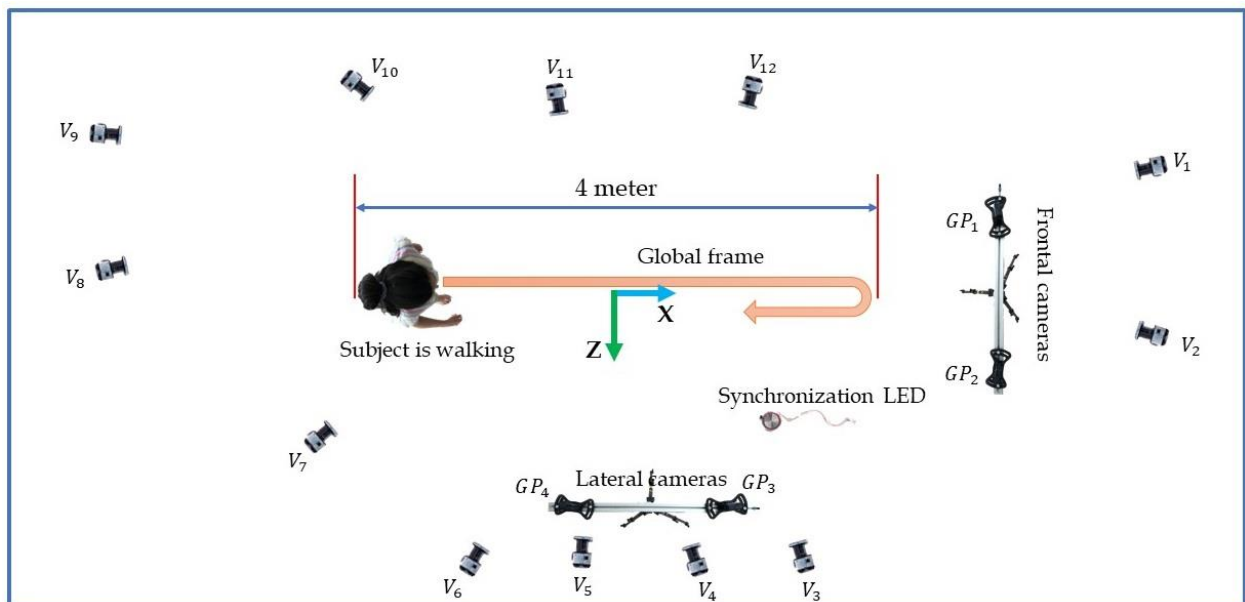 V₁₀
V₁₁
V₁₂
V₉
V₁
4 meter
GP₁
Frontal cameras
Global frame
V₈
X
Subject is walking
Z
V₂
GP₂
Synchronization LED
V₇
Lateral cameras
GP₄
GP₃
V₆
V₅
V₄
V₃